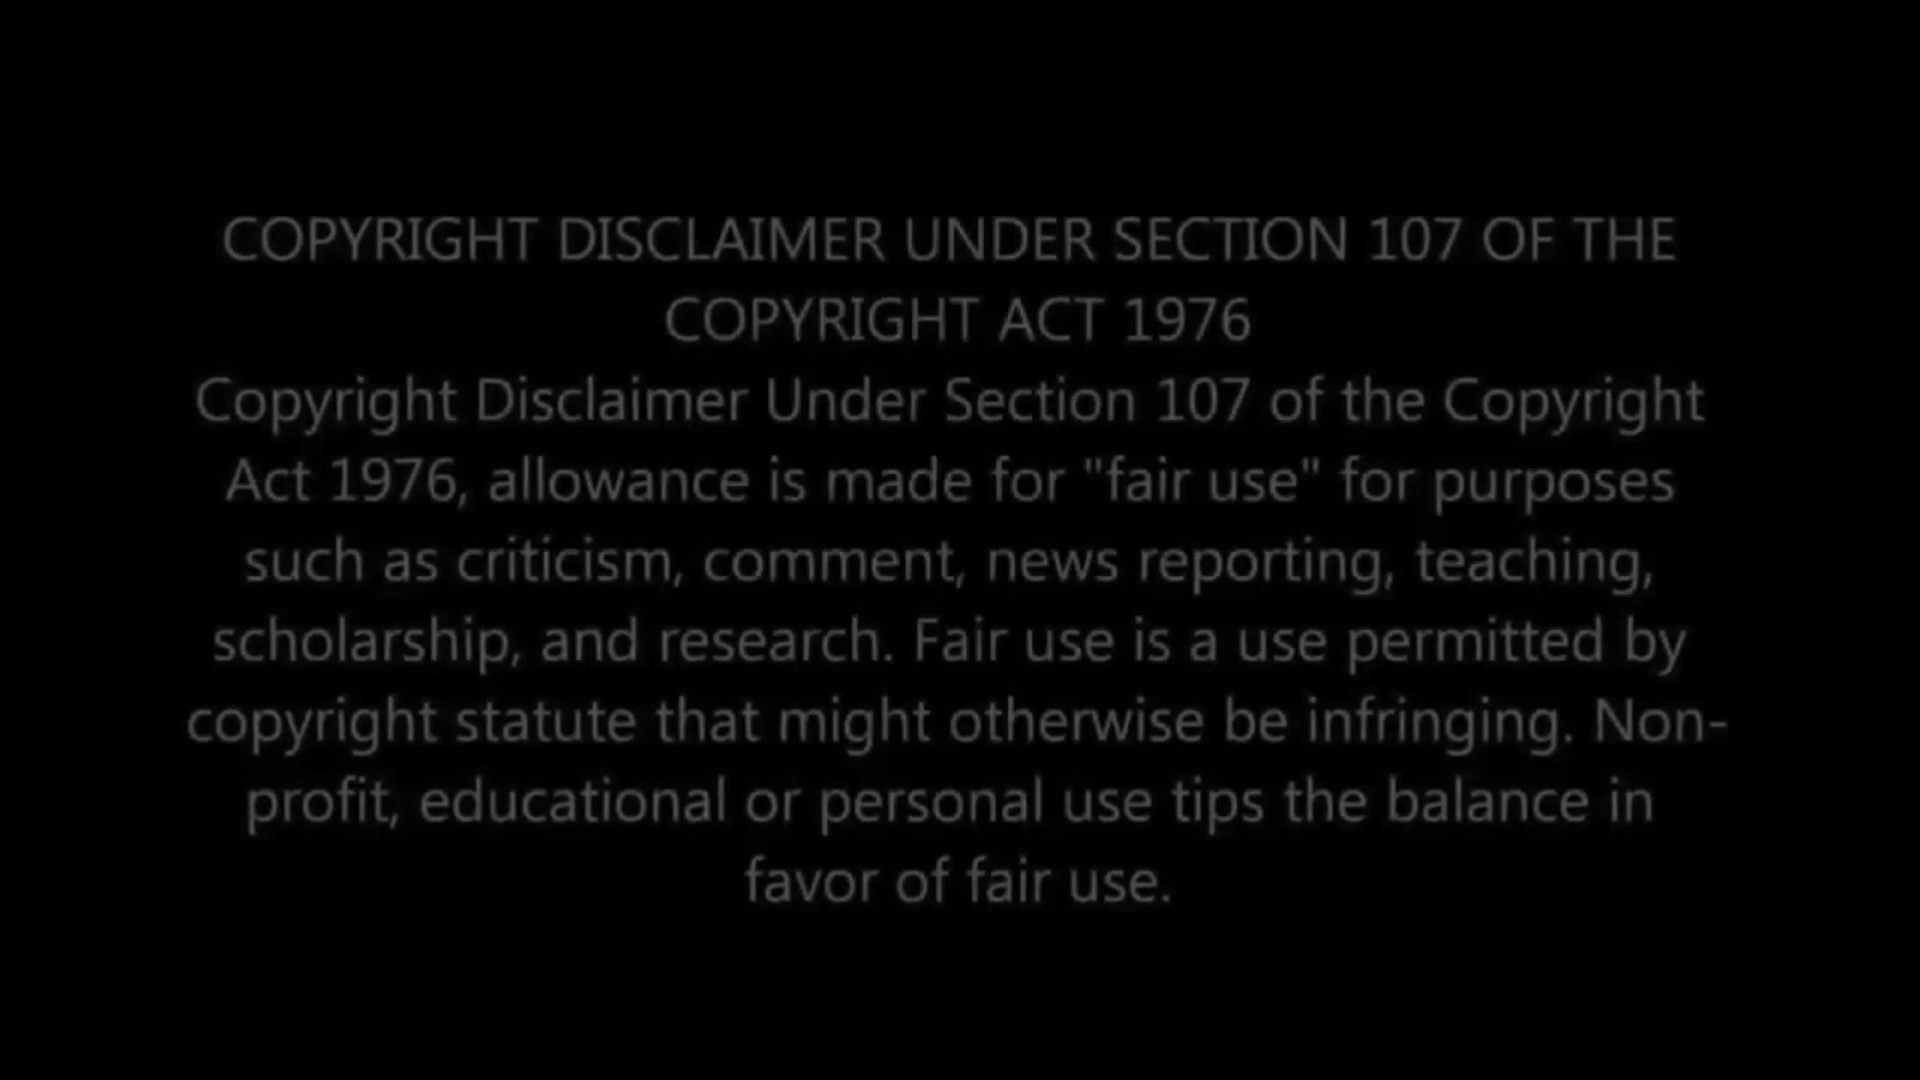 COPYRIGHT DISCLAIMER UNDER SECTION 107 OF THE
COPYRIGHT ACT 1976
Copyright Disclaimer Under Section 107 of the Copyright
Act 1976, allowance is made for "fair use" for purposes
such as criticism, comment, news reporting, teaching,
scholarship, and research. Fair use is a use permitted by
copyright statute that might otherwise be infringing. Non-
profit, educational or personal use tips the balance in
favor of fair use.